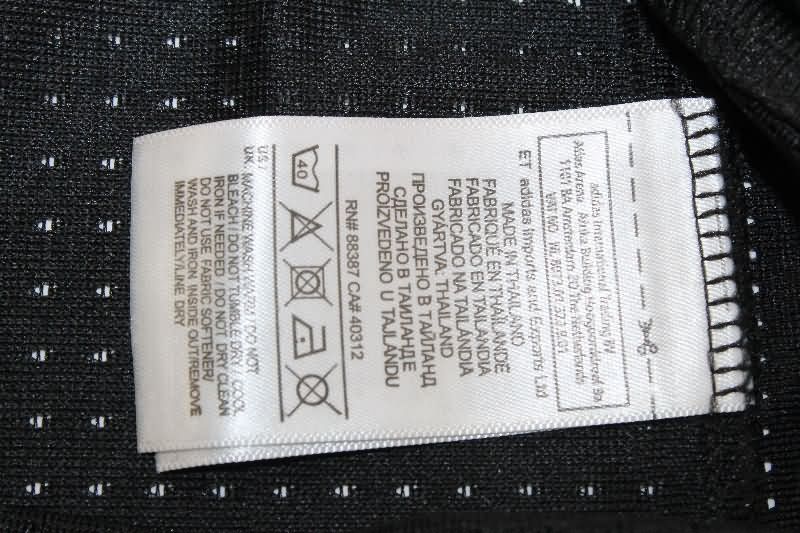 adidas International Trading BV
Atlas Arena, Afrika Building, Hoogoorddreef 9a
1101 BA Amsterdam ZO The Netherlands
VAT NO.
ET adidas Imports and Exports Ltd
MADE IN THAILAND
FABRIQUÉ EN THAÏLANDE
FABRICADO EN TAILANDIA
FABRICADO NA TAILÂNDIA
GYÁRTVA: THAILAND
ПРОИЗВЕДЕНО В ТАЙЛАНД
СДЕЛАНО В ТАИЛАНДЕ
PROIZVEDENO U TAJLANDU
RN# 88387 CA# 40312
40
US /
UK: MACHINE WASH WARM / DO NOT
BLEACH / DO NOT TUMBLE DRY / COOL
IRON IF NEEDED / DO NOT DRY CLEAN
DO NOT USE FABRIC SOFTENER/
WASH AND IRON INSIDE OUT/REMOVE
IMMEDIATELY/LINE DRY